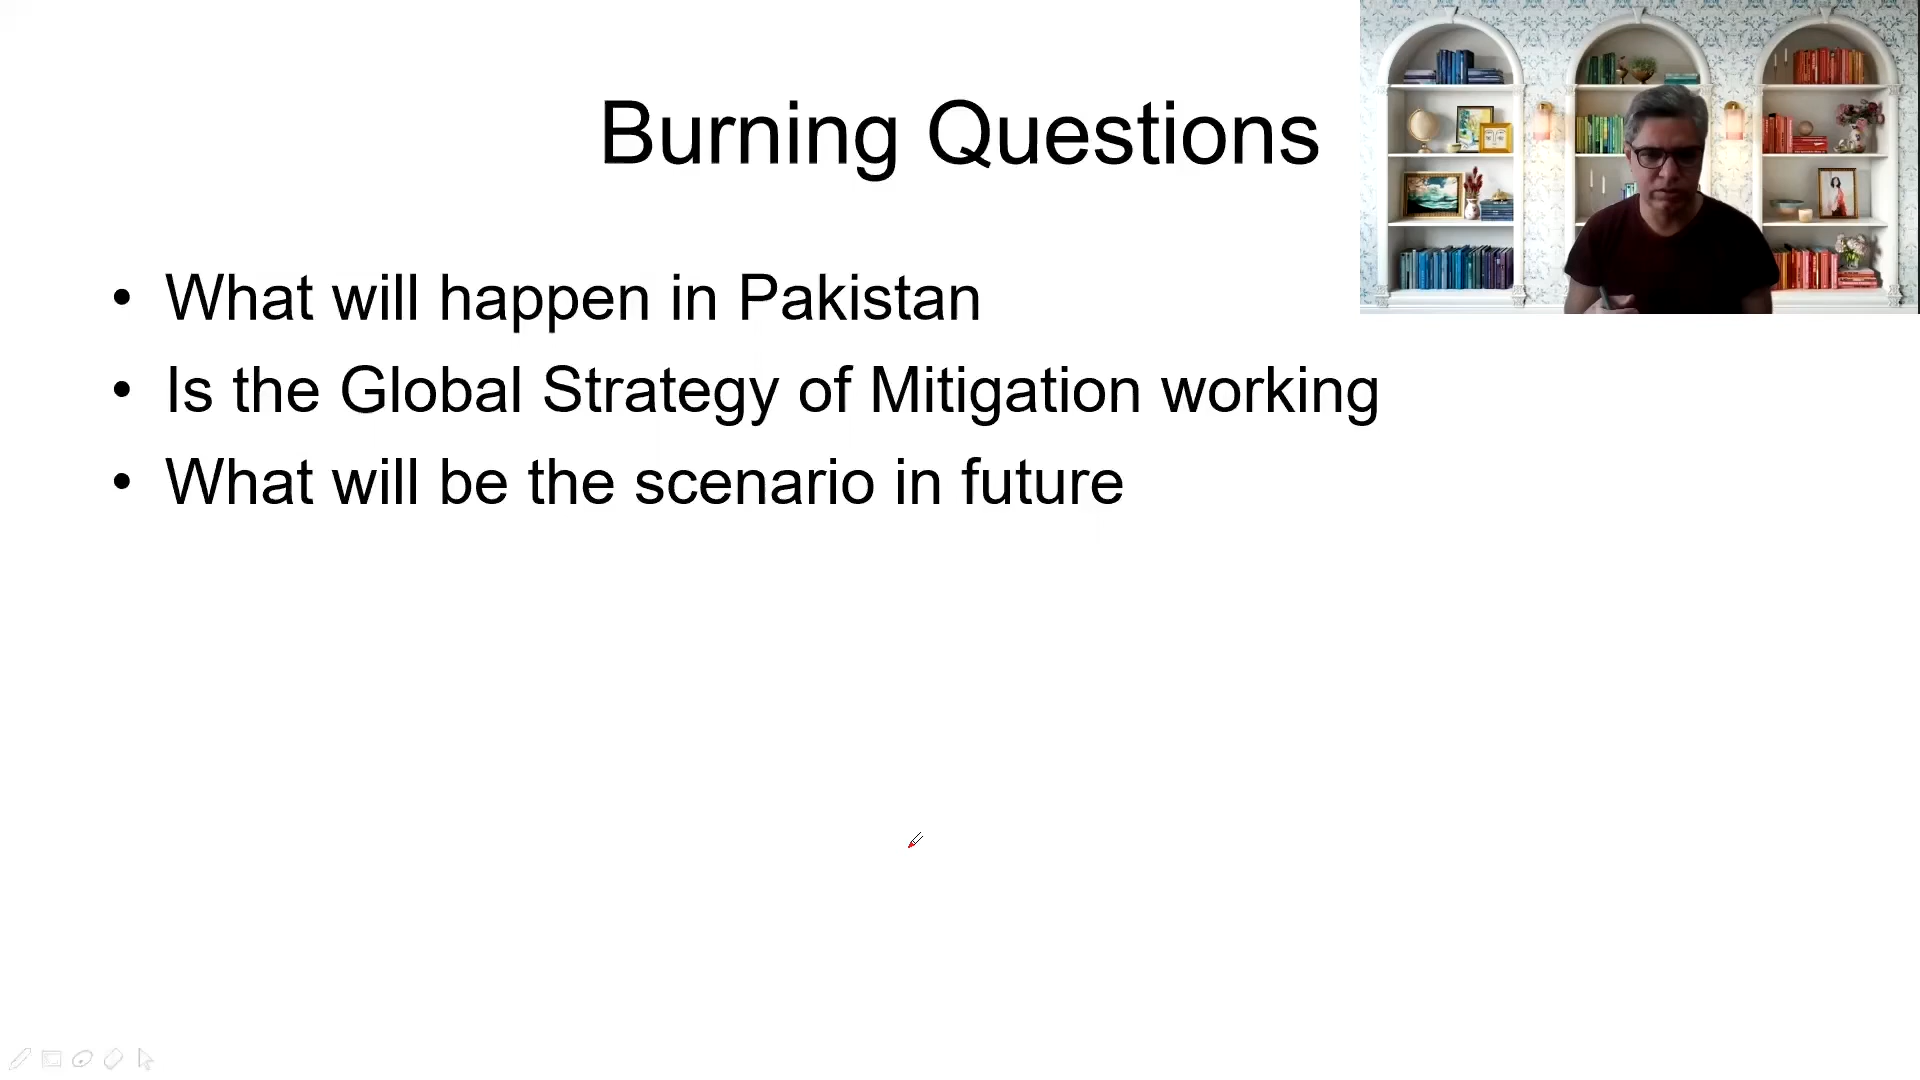 Burning Questions
• What will happen in Pakistan
• Is the Global Strategy of Mitigation working
• What will be the scenario in future